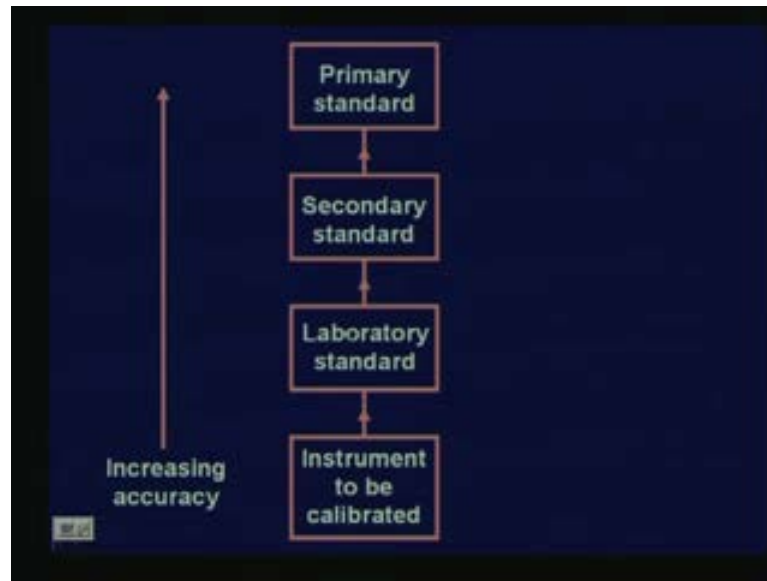 Primary
standard
Secondary
standard
Laboratory
standard
Increasing
accuracy
Instrument
to be
calibrated